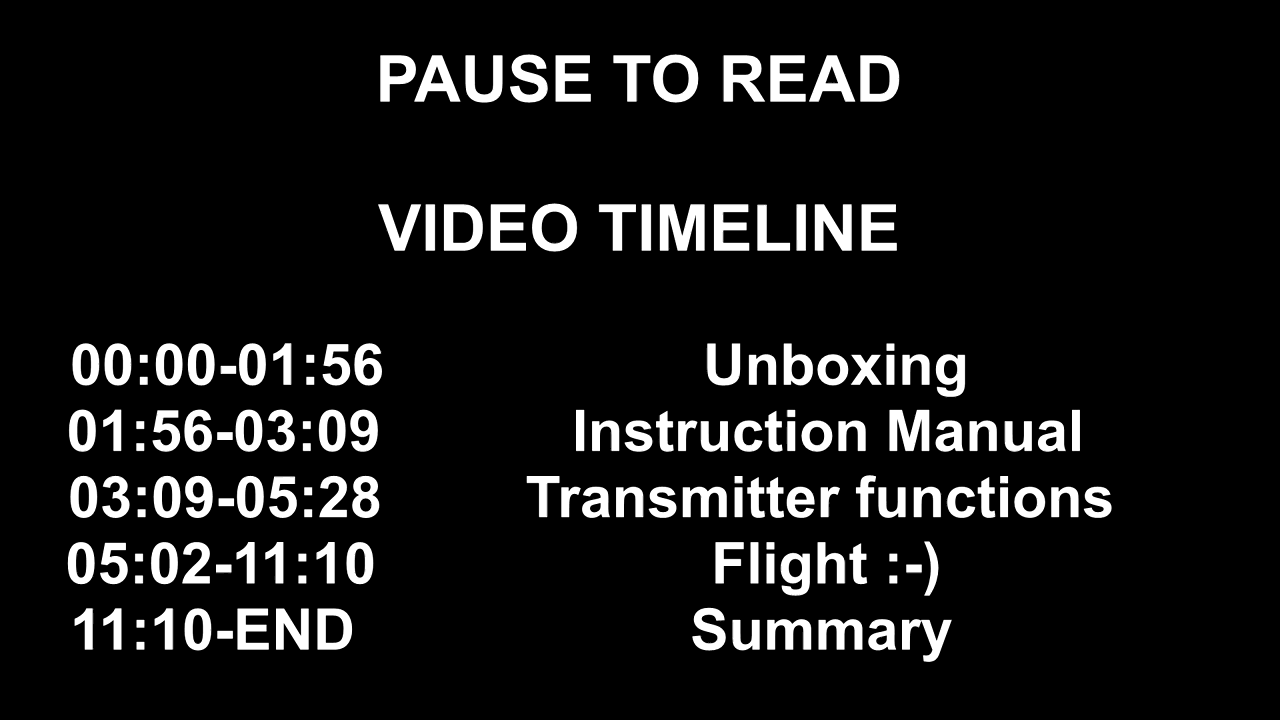 PAUSE TO READ
VIDEO TIMELINE
00:00-01:56 Unboxing
01:56-03:09 Instruction Manual
03:09-05:28 Transmitter functions
05:02-11:10 Flight :-)
11:10-END Summary